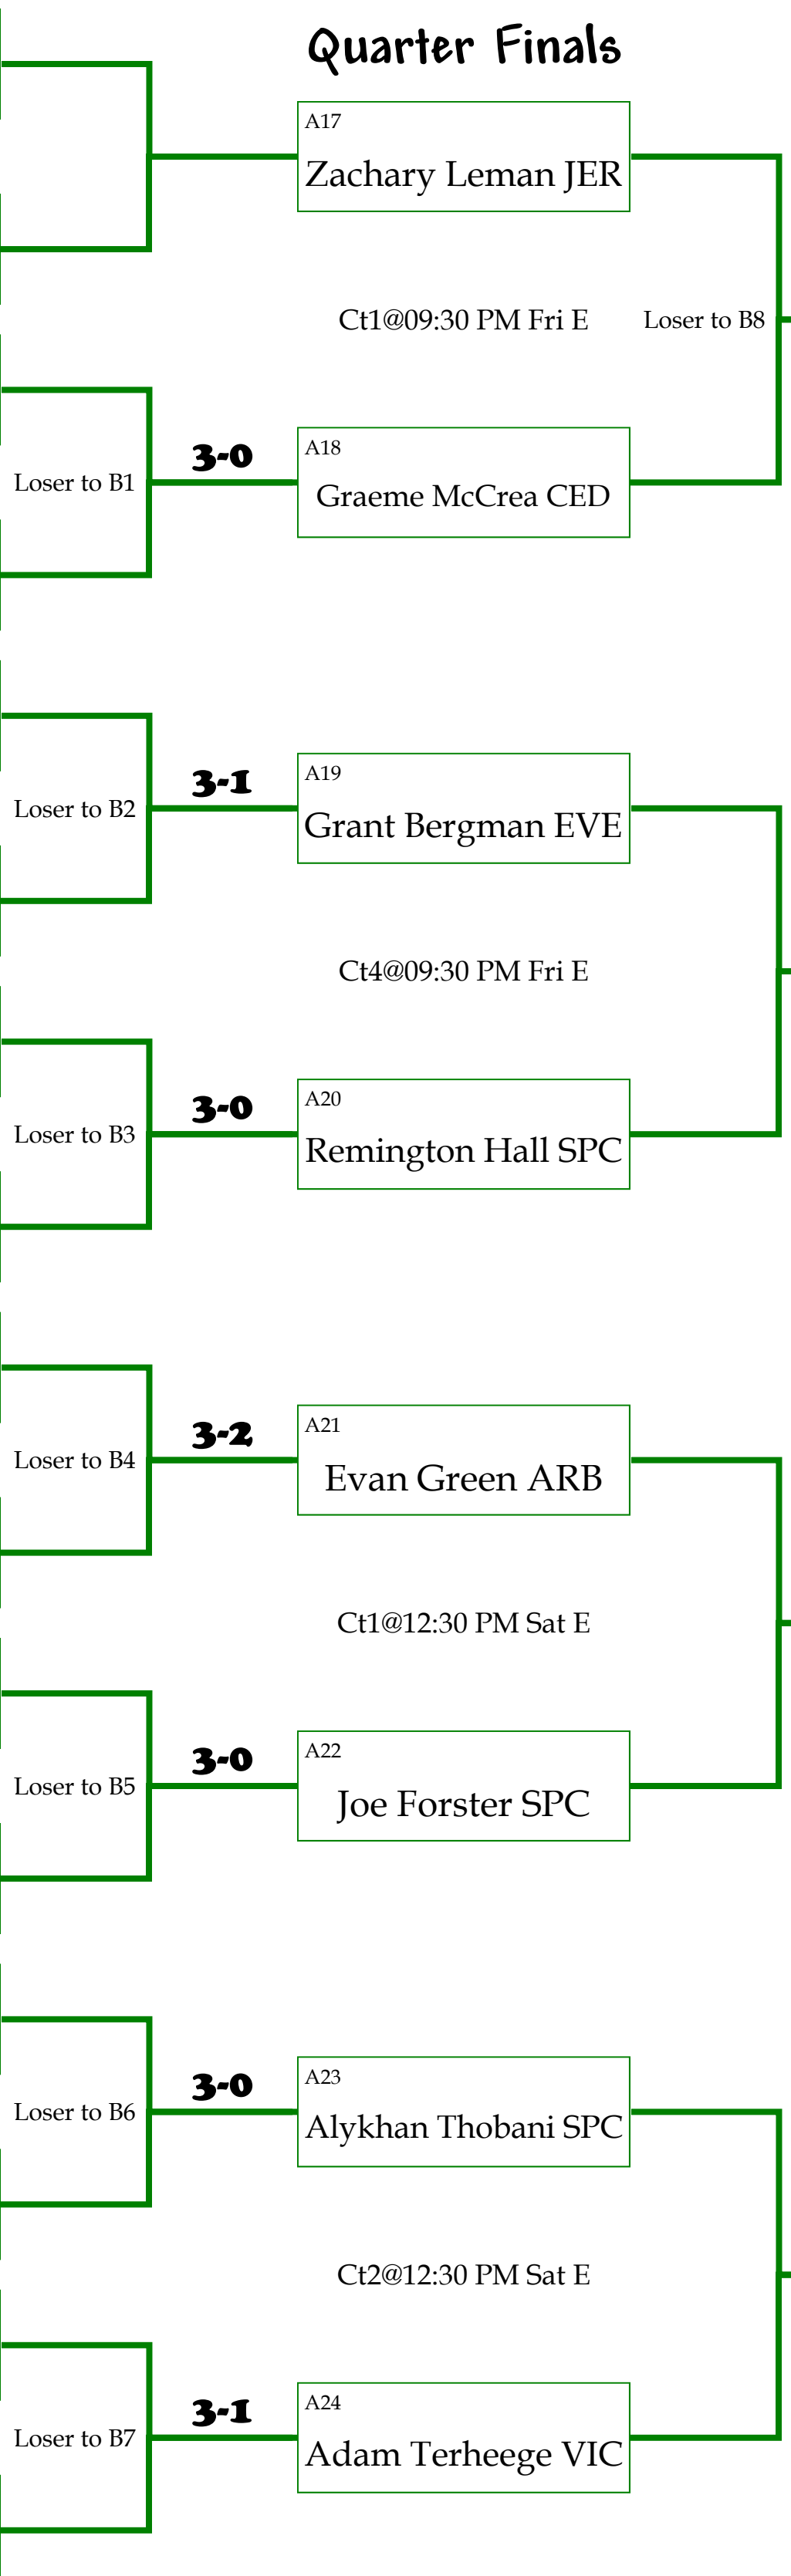 Quarter Finals
A17
Zachary Leman JER
Ct1@09:30 PM Fri E
Loser to B8
A18
3-0
Loser to B1
Graeme McCrea CED
A19
3-1
Loser to B2
Grant Bergman EVE
Ct4@09:30 PM Fri E
A20
3-0
Loser to B3
Remington Hall SPC
A21
3-2
Loser to B4
Evan Green ARB
Ct1@12:30 PM Sat E
A22
3-0
Loser to B5
Joe Forster SPC
A23
3-0
Loser to B6
Alykhan Thobani SPC
Ct2@12:30 PM Sat E
A24
3-1
Loser to B7
Adam Terheege VIC